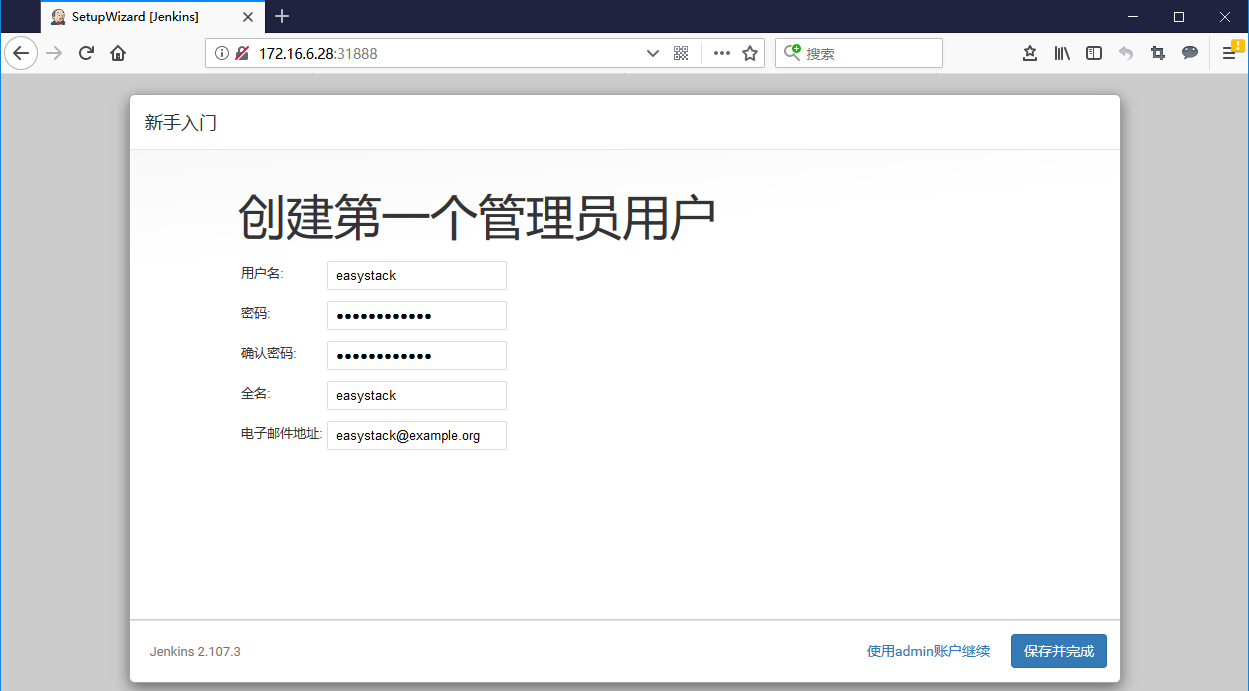 SetupWizard [Jenkins]
172.16.6.28:31888
搜索
新手入门
创建第一个管理员用户
用户名: easystack
密码: ●●●●●●●●●●●●
确认密码: ●●●●●●●●●●●●
全名: easystack
电子邮件地址: easystack@example.org
Jenkins 2.107.3 使用admin账户继续 保存并完成